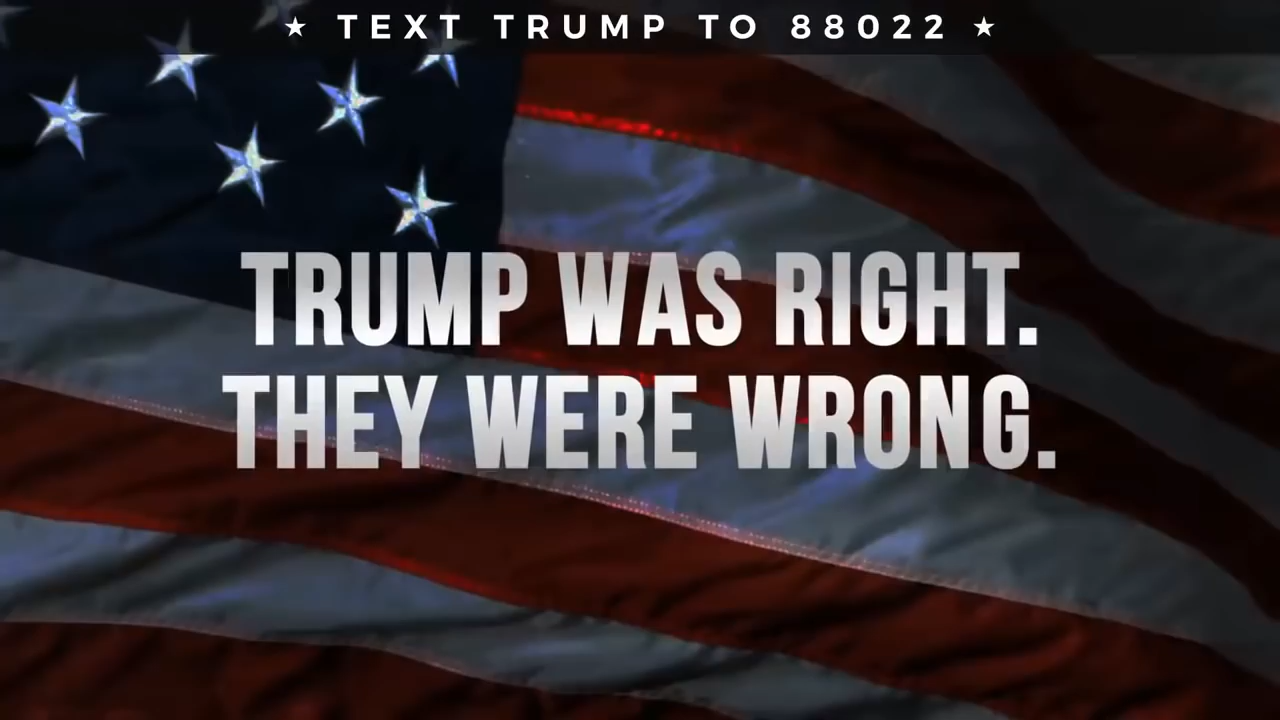 ★ TEXT TRUMP TO 88022 ★
TRUMP WAS RIGHT.
THEY WERE WRONG.